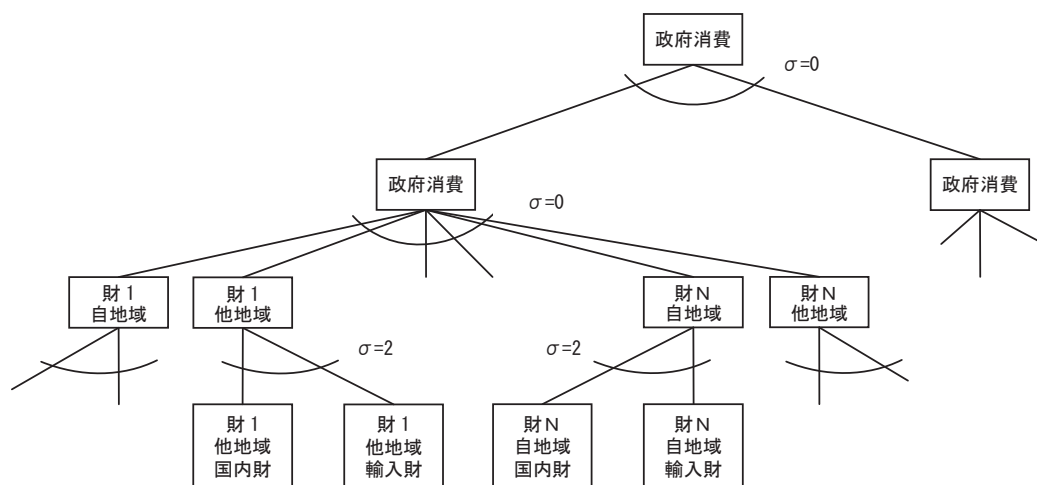 政府消費
σ=0
政府消費
政府消費
σ=0
財1
自地域
財1
他地域
財N
自地域
財N
他地域
σ=2
σ=2
財1
他地域
国内財
財1
他地域
輸入財
財N
自地域
国内財
財N
自地域
輸入財